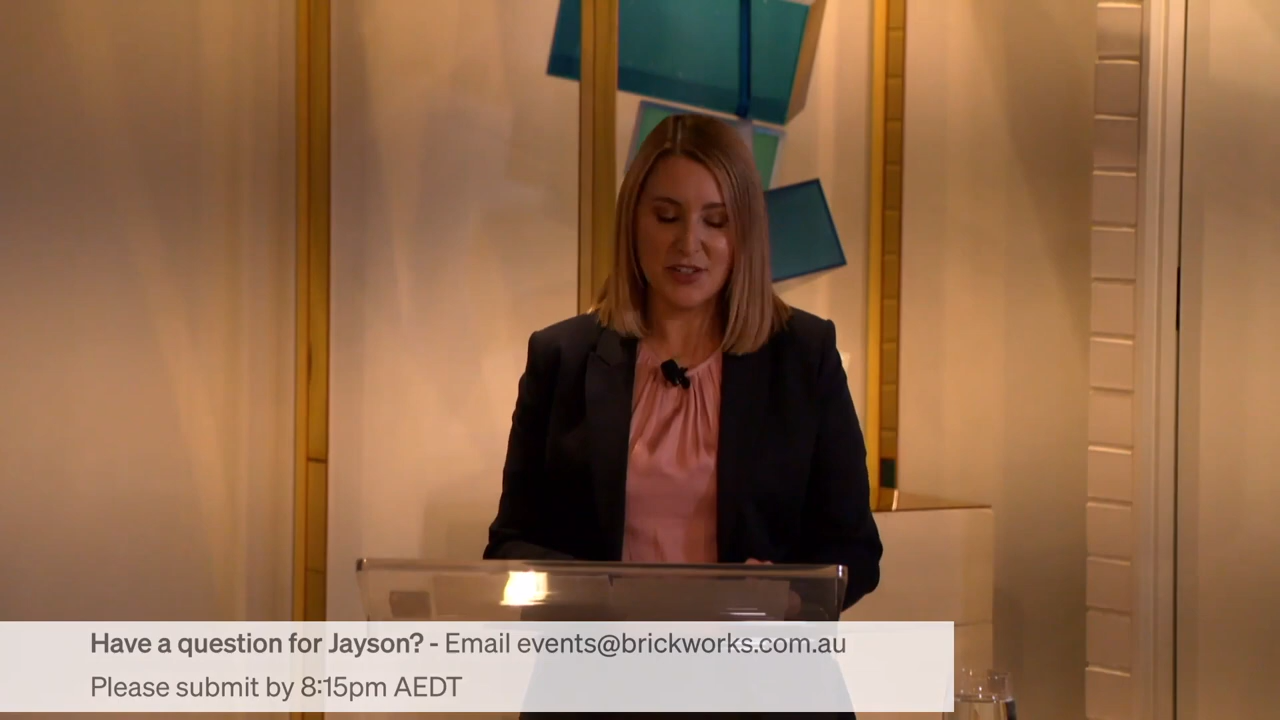 Have a question for Jayson? - Email events@brickworks.com.au
Please submit by 8:15pm AEDT